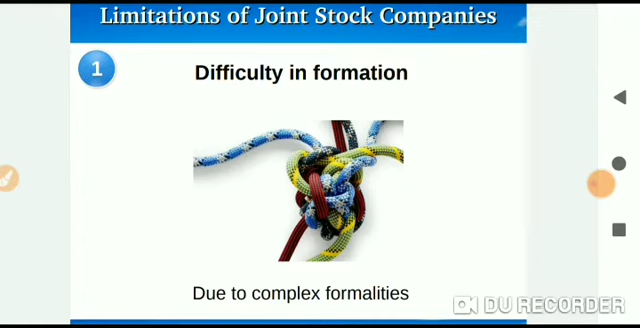 Limitations of Joint Stock Companies
1
Difficulty in formation
Due to complex formalities
DU RECORDER